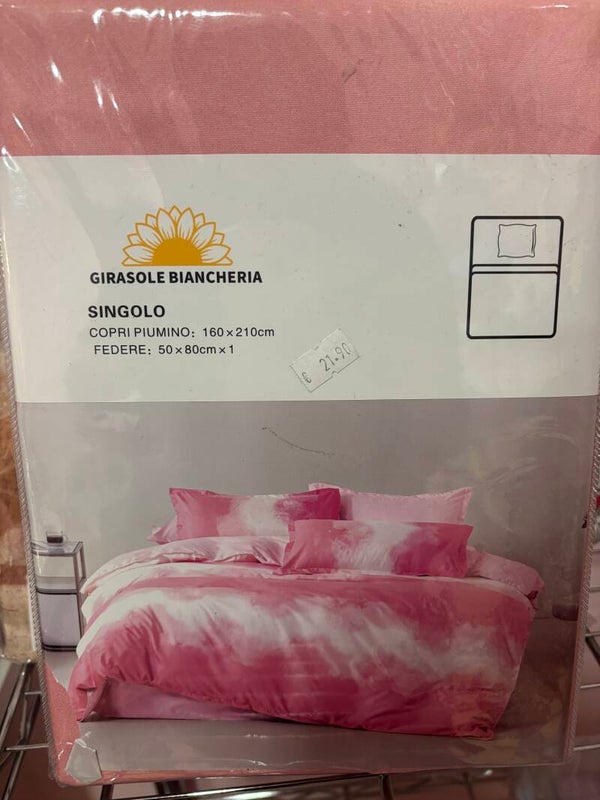 GIRASOLE BIANCHERIA
SINGOLO
COPRI PIUMINO: 160×210cm
FEDERE: 50×80cm×1
€ 21.90